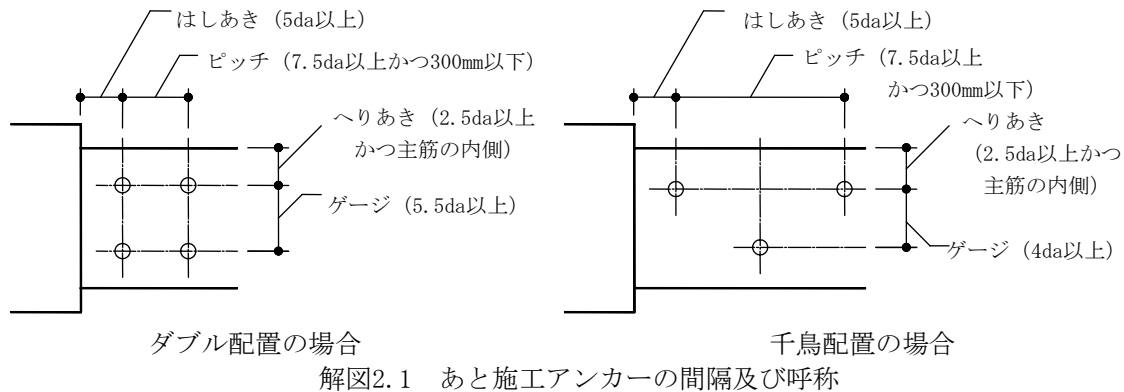 はしあき (5da以上)
ピッチ (7.5da以上かつ300mm以下)
へりあき (2.5da以上
かつ主筋の内側)
ゲージ (5.5da以上)
ダブル配置の場合
はしあき (5da以上)
ピッチ (7.5da以上
かつ300mm以下)
へりあき
(2.5da以上かつ
主筋の内側)
ゲージ (4da以上)
千鳥配置の場合
解図2.1 あと施工アンカーの間隔及び呼称